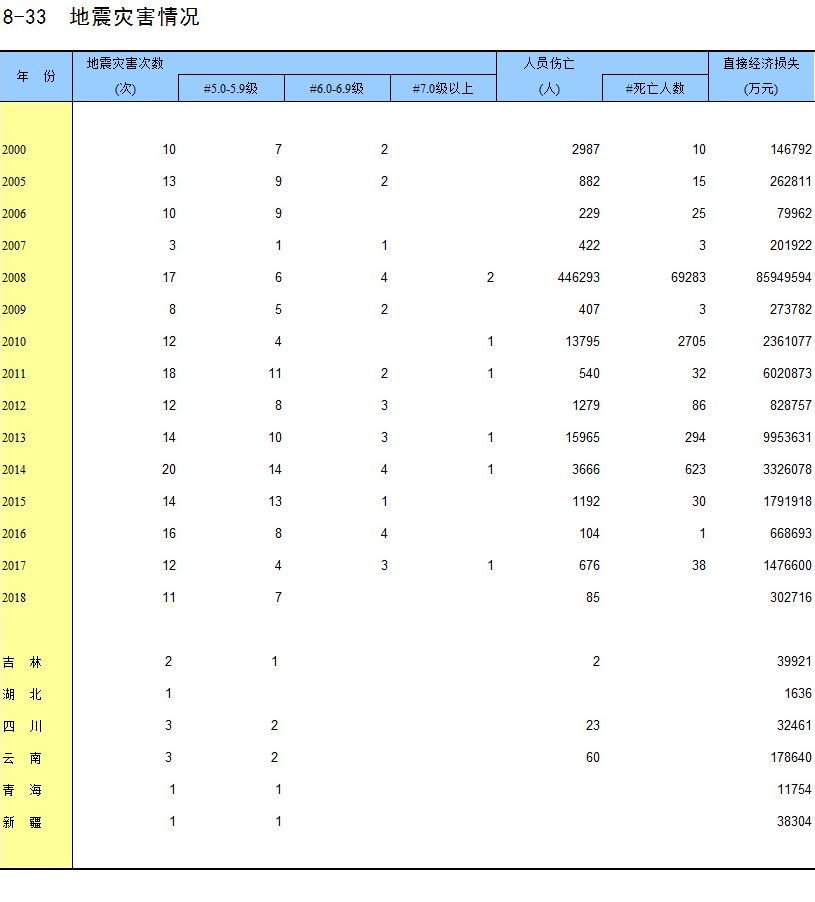 8-33 地震灾害情况
年 份 地震灾害次数 (次) #5.0-5.9级 #6.0-6.9级 #7.0级以上 人员伤亡 (人) #死亡人数 直接经济损失 (万元)
2000 10 7 2 2987 10 146792
2005 13 9 2 882 15 262811
2006 10 9 229 25 79962
2007 3 1 1 422 3 201922
2008 17 6 4 2 446293 69283 85949594
2009 8 5 2 407 3 273782
2010 12 4 1 13795 2705 2361077
2011 18 11 2 1 540 32 6020873
2012 12 8 3 1279 86 828757
2013 14 10 3 1 15965 294 9953631
2014 20 14 4 1 3666 623 3326078
2015 14 13 1 1192 30 1791918
2016 16 8 4 104 1 668693
2017 12 4 3 1 676 38 1476600
2018 11 7 85 302716
吉 林 2 1 2 39921
湖 北 1 1636
四 川 3 2 23 32461
云 南 3 2 60 178640
青 海 1 1 11754
新 疆 1 1 38304